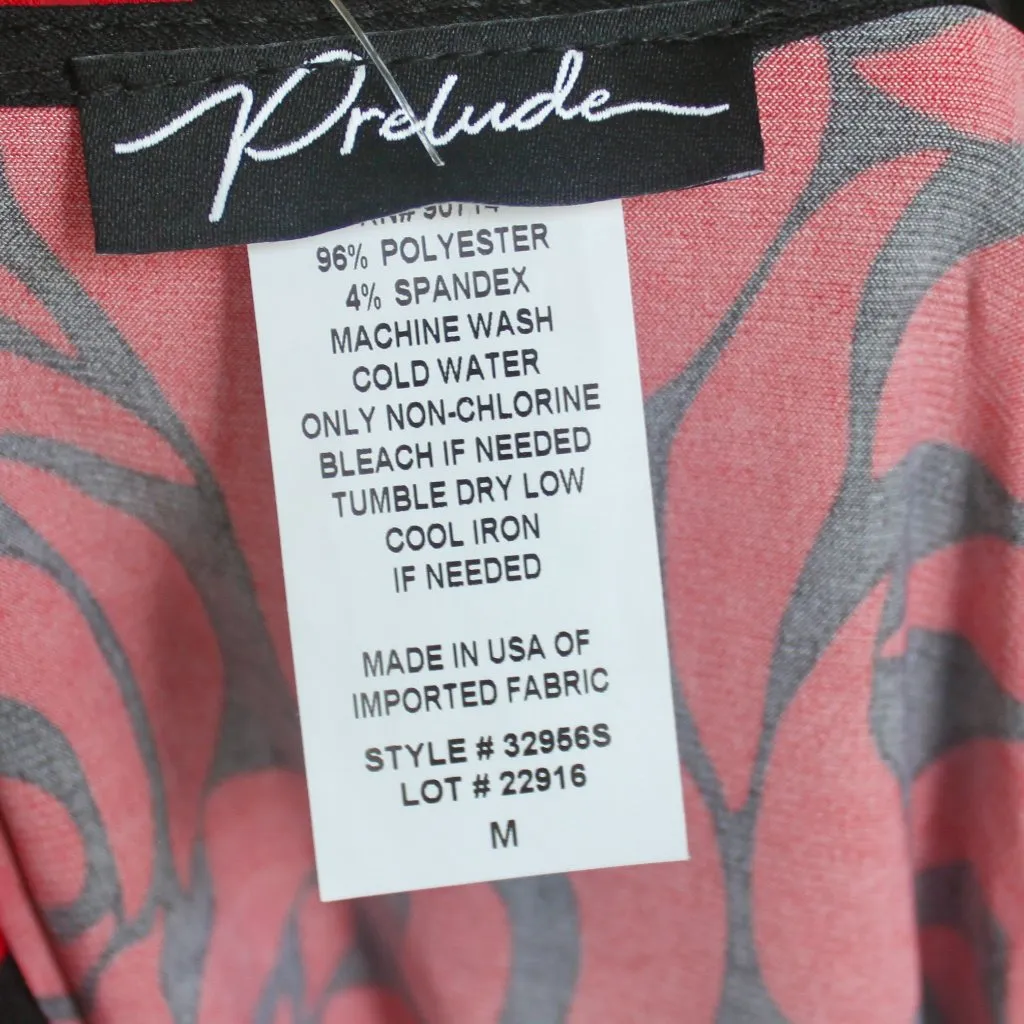 Prelude
96% POLYESTER
4% SPANDEX
MACHINE WASH
COLD WATER
ONLY NON-CHLORINE
BLEACH IF NEEDED
TUMBLE DRY LOW
COOL IRON
IF NEEDED
MADE IN USA OF
IMPORTED FABRIC
STYLE # 32956S
LOT # 22916
M